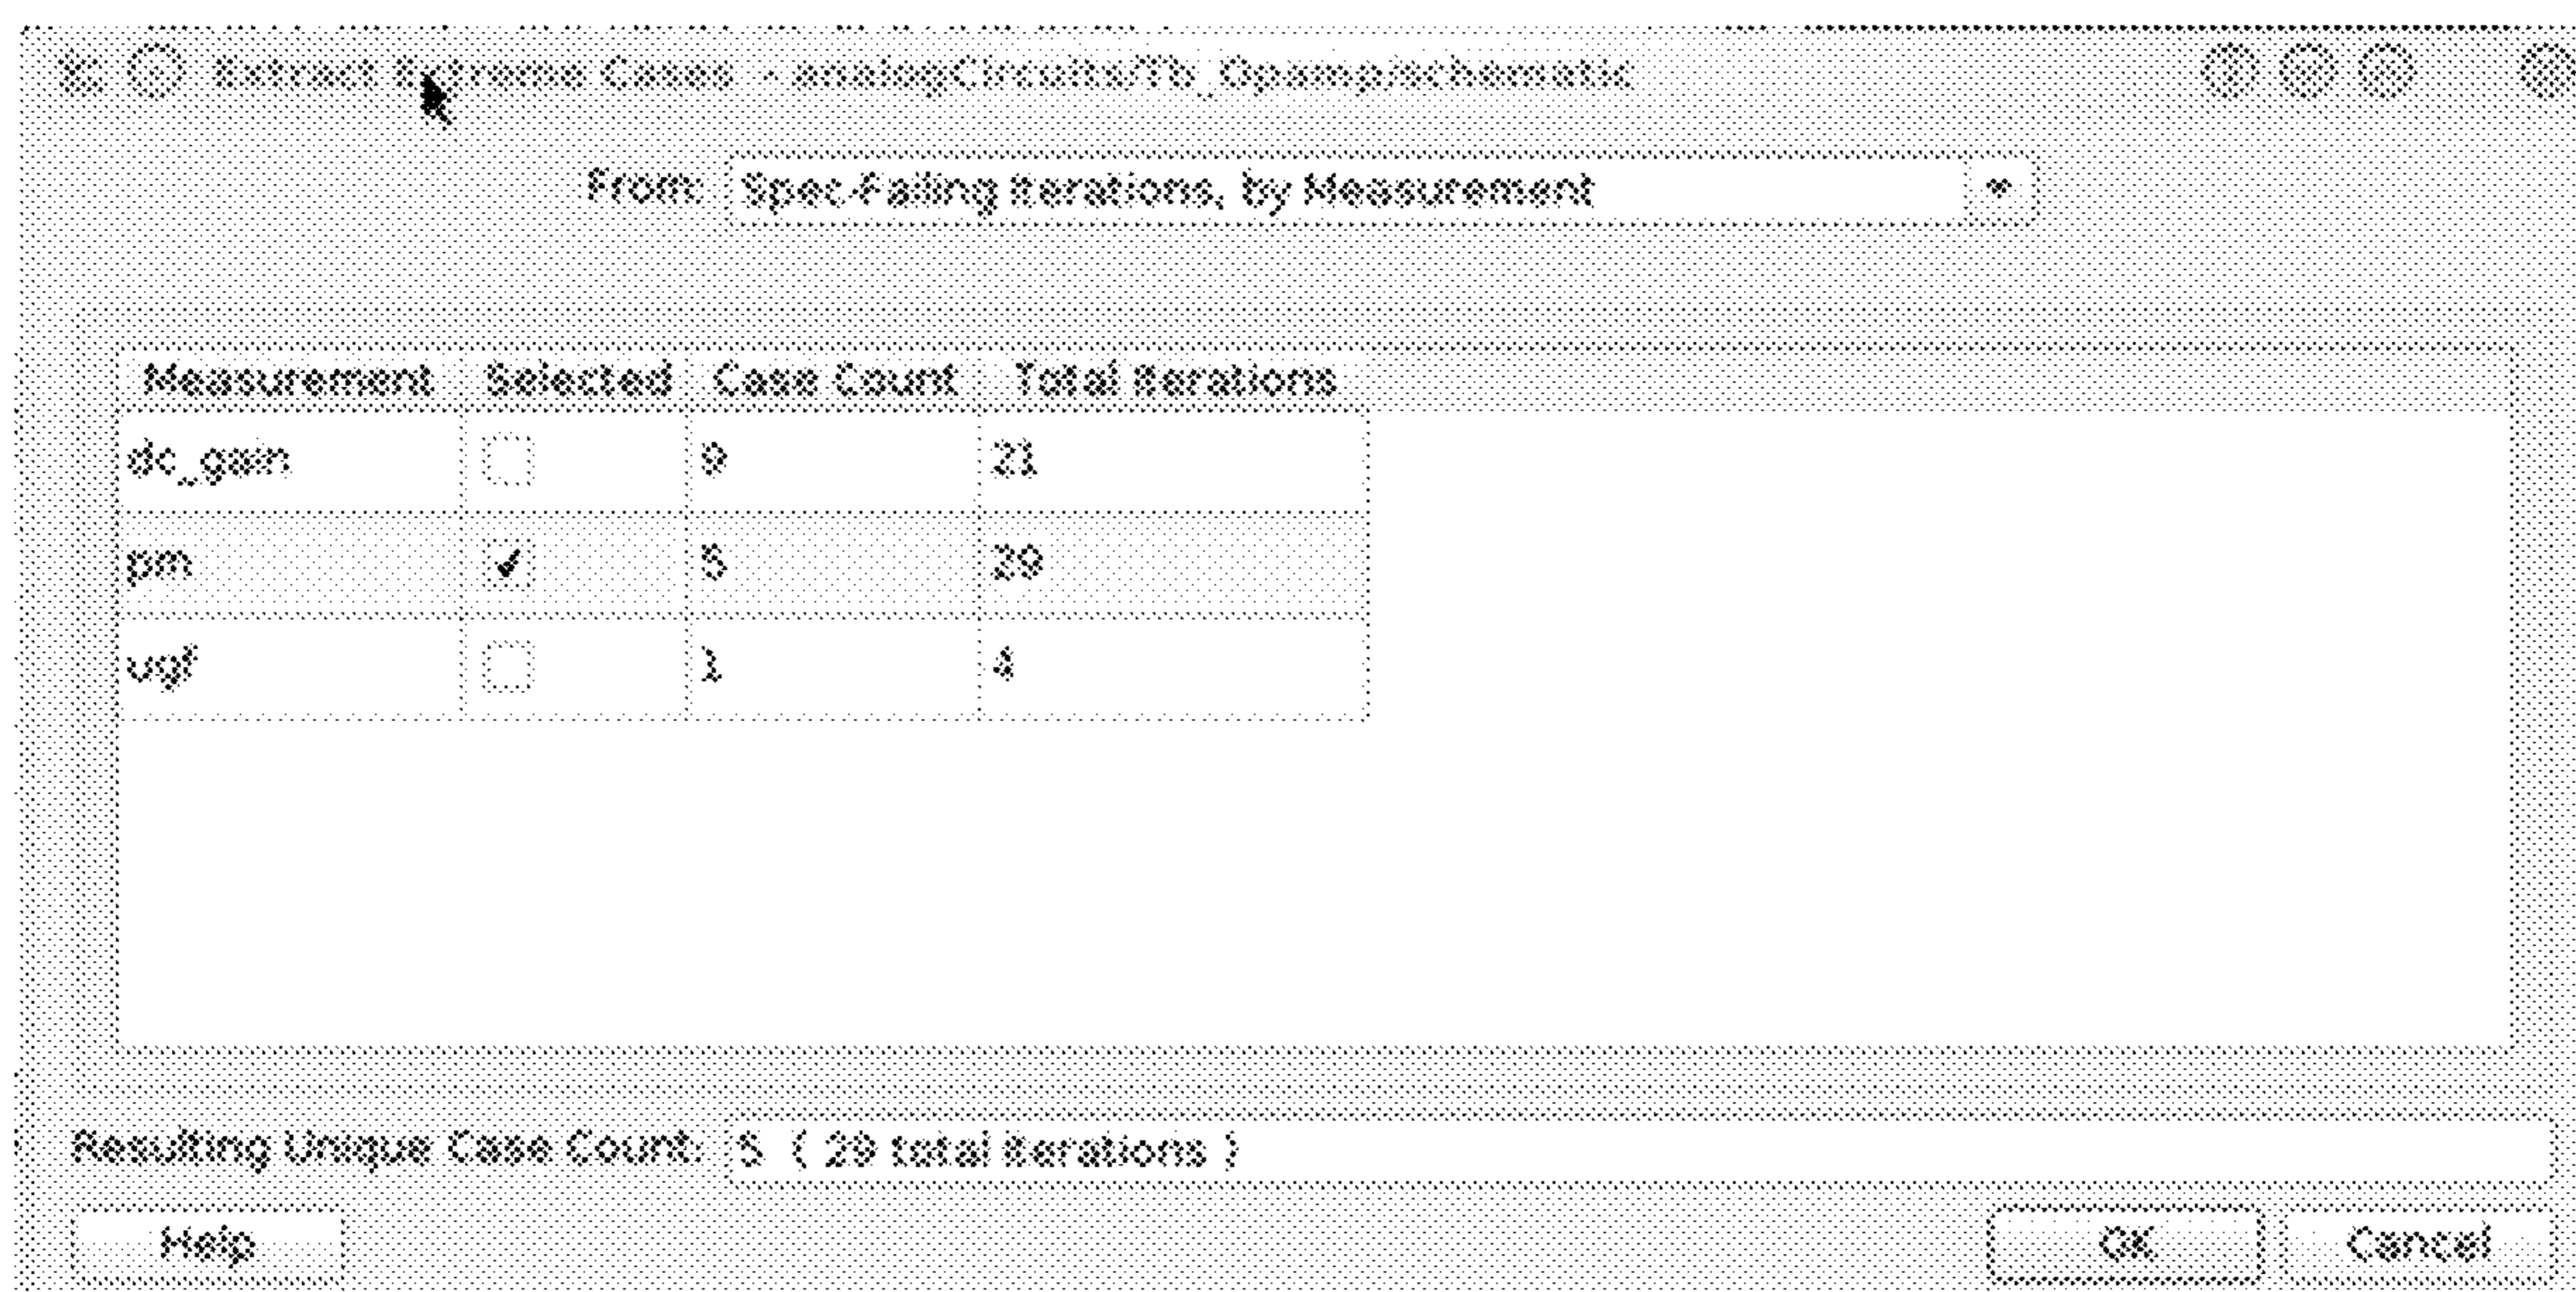 Extract Extreme Cases - analogCircuits/Tb_Opamp/schematic
From: Spec-Failing Iterations, by Measurement
Measurement Selected Case Count Total Iterations
dc_gain 9 21
pm 5 29
ugf 1 4
Resulting Unique Case Count: 5 ( 29 total iterations )
Help OK Cancel